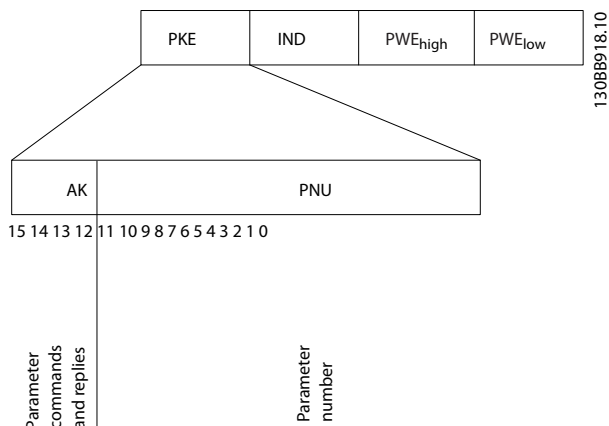 PKE IND PWEhigh PWElow
130BB918.10
AK PNU
15 14 13 12 11 10 9 8 7 6 5 4 3 2 1 0
Parameter
commands
and replies
Parameter
number